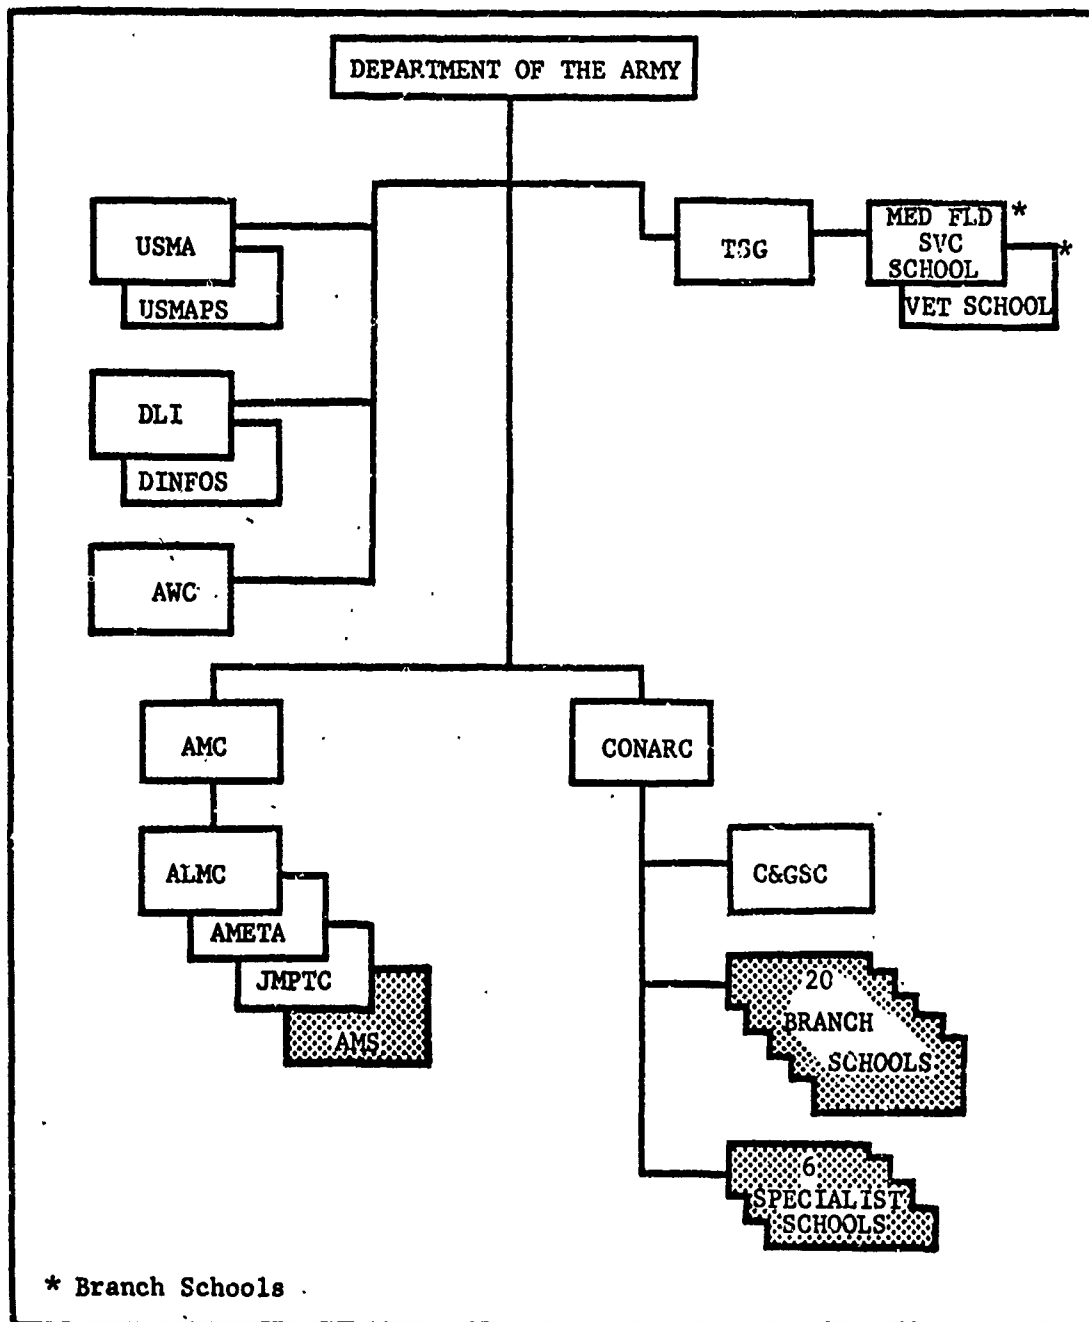 DEPARTMENT OF THE ARMY
USMA
USMAPS
TSG
MED FLD *
SVC
SCHOOL
*
VET SCHOOL
DLI
DINFOS
AWC
AMC
CONARC
ALMC
AMETA
JMPTC
AMS
C&GSC
20
BRANCH
SCHOOLS
6
SPECIALIST
SCHOOLS
* Branch Schools